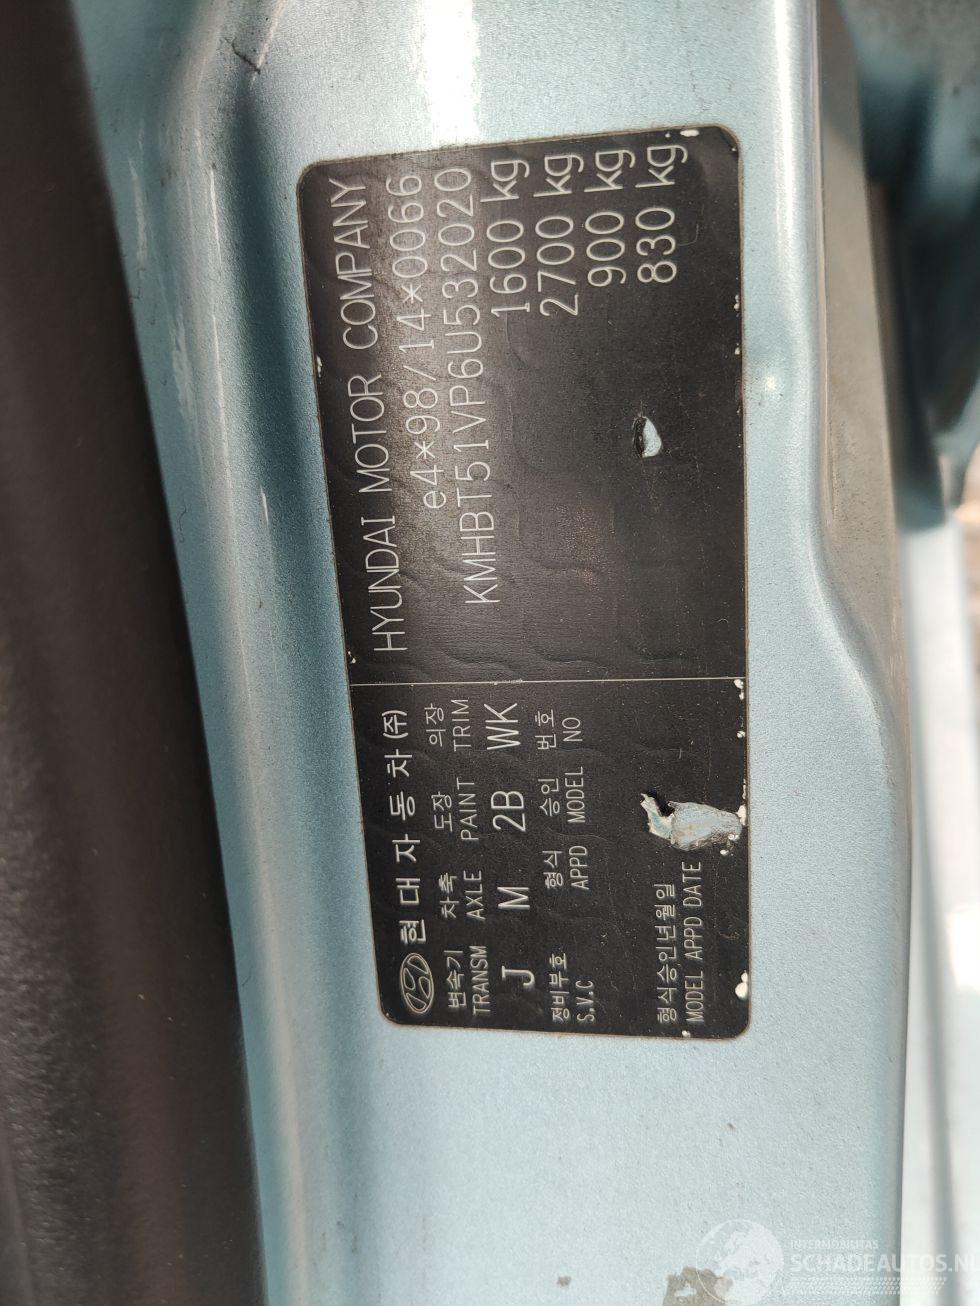 현대자동차(주)
변속기 차축 도장 의장
TRANSM AXLE PAINT TRIM
J M 2B WK
정비부호 형식 승인 번호
S.V.C APPD MODEL NO
형식승인년월일
MODEL APPD DATE
HYUNDAI MOTOR COMPANY
e4*98/14*0066
KMHBT51VP6U532020
1600 kg
2700 kg
900 kg
830 kg
INTERMOBILITAS
SCHADEAUTOS.NL